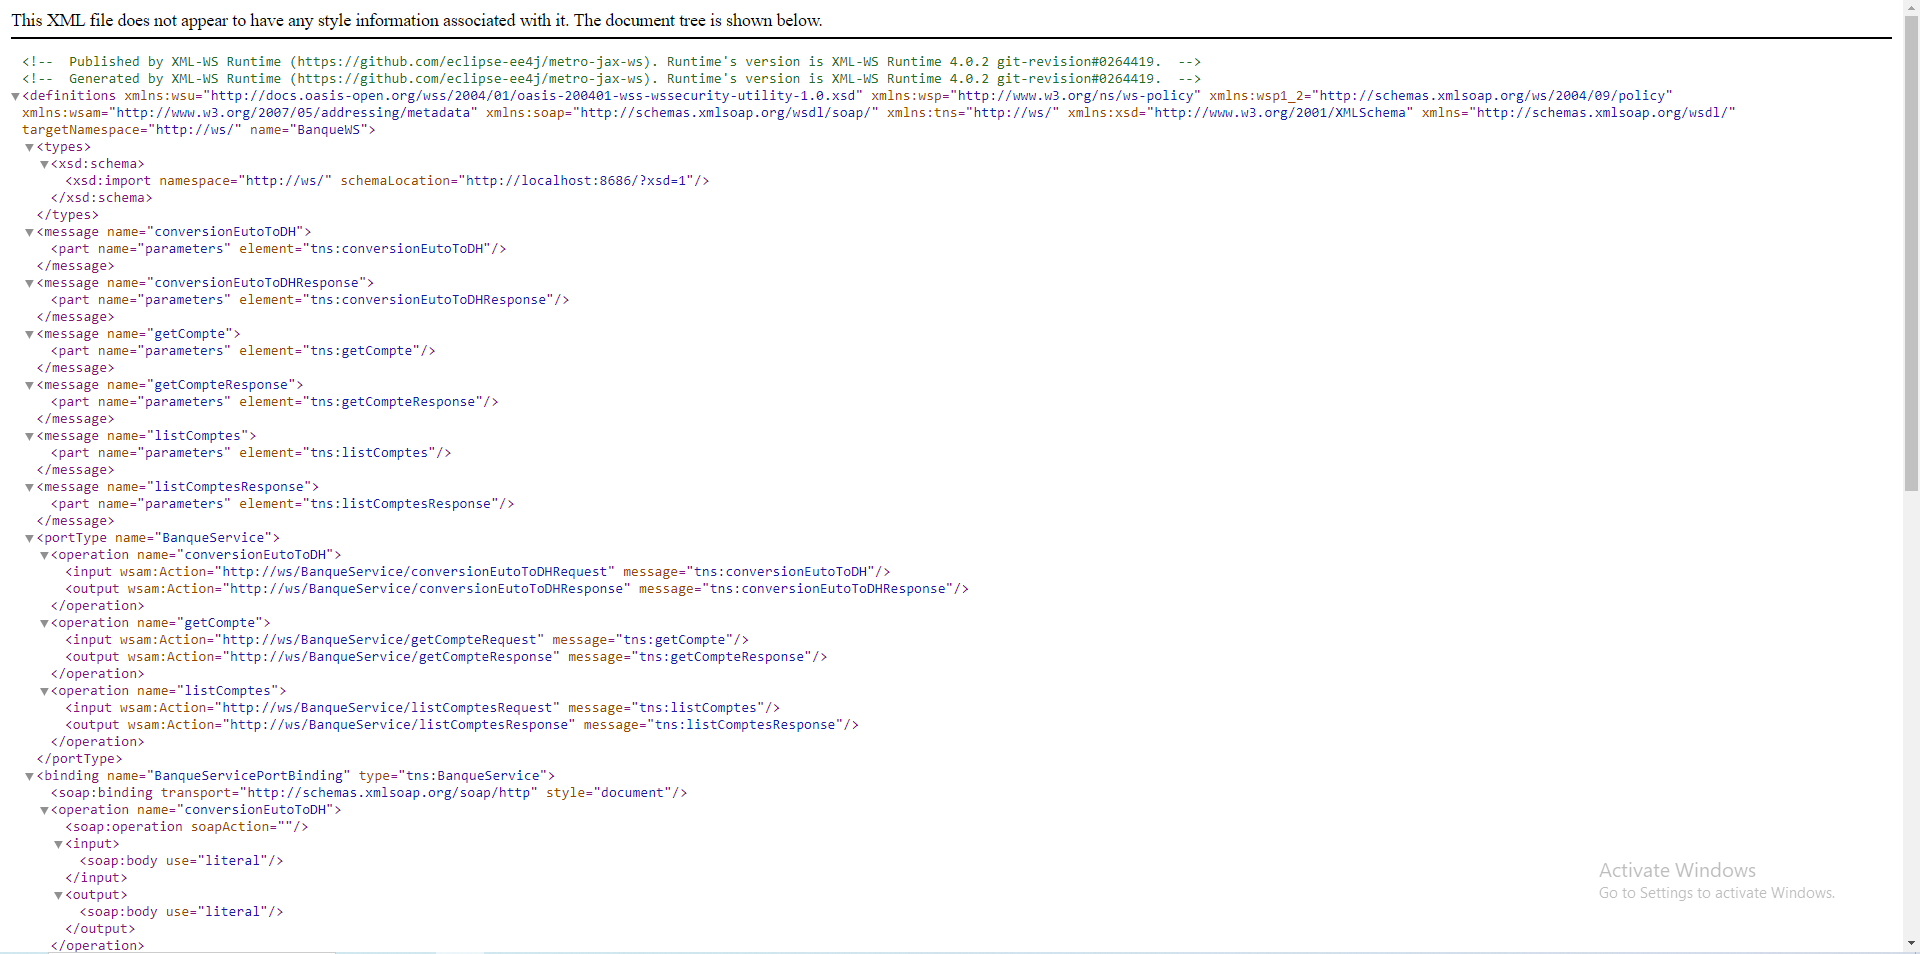 This XML file does not appear to have any style information associated with it. The document tree is shown below.
<!--  Published by XML-WS Runtime (https://github.com/eclipse-ee4j/metro-jax-ws). Runtime's version is XML-WS Runtime 4.0.2 git-revision#0264419.  -->
<!--  Generated by XML-WS Runtime (https://github.com/eclipse-ee4j/metro-jax-ws). Runtime's version is XML-WS Runtime 4.0.2 git-revision#0264419.  -->
▼<definitions xmlns:wsu="http://docs.oasis-open.org/wss/2004/01/oasis-200401-wss-wssecurity-utility-1.0.xsd" xmlns:wsp="http://www.w3.org/ns/ws-policy" xmlns:wsp1_2="http://schemas.xmlsoap.org/ws/2004/09/policy"
xmlns:wsam="http://www.w3.org/2007/05/addressing/metadata" xmlns:soap="http://schemas.xmlsoap.org/wsdl/soap/" xmlns:tns="http://ws/" xmlns:xsd="http://www.w3.org/2001/XMLSchema" xmlns="http://schemas.xmlsoap.org/wsdl/"
targetNamespace="http://ws/" name="BanqueWS">
▼<types>
▼<xsd:schema>
<xsd:import namespace="http://ws/" schemaLocation="http://localhost:8686/?xsd=1"/>
</xsd:schema>
</types>
▼<message name="conversionEutoToDH">
<part name="parameters" element="tns:conversionEutoToDH"/>
</message>
▼<message name="conversionEutoToDHResponse">
<part name="parameters" element="tns:conversionEutoToDHResponse"/>
</message>
▼<message name="getCompte">
<part name="parameters" element="tns:getCompte"/>
</message>
▼<message name="getCompteResponse">
<part name="parameters" element="tns:getCompteResponse"/>
</message>
▼<message name="listComptes">
<part name="parameters" element="tns:listComptes"/>
</message>
▼<message name="listComptesResponse">
<part name="parameters" element="tns:listComptesResponse"/>
</message>
▼<portType name="BanqueService">
▼<operation name="conversionEutoToDH">
<input wsam:Action="http://ws/BanqueService/conversionEutoToDHRequest" message="tns:conversionEutoToDH"/>
<output wsam:Action="http://ws/BanqueService/conversionEutoToDHResponse" message="tns:conversionEutoToDHResponse"/>
</operation>
▼<operation name="getCompte">
<input wsam:Action="http://ws/BanqueService/getCompteRequest" message="tns:getCompte"/>
<output wsam:Action="http://ws/BanqueService/getCompteResponse" message="tns:getCompteResponse"/>
</operation>
▼<operation name="listComptes">
<input wsam:Action="http://ws/BanqueService/listComptesRequest" message="tns:listComptes"/>
<output wsam:Action="http://ws/BanqueService/listComptesResponse" message="tns:listComptesResponse"/>
</operation>
</portType>
▼<binding name="BanqueServicePortBinding" type="tns:BanqueService">
<soap:binding transport="http://schemas.xmlsoap.org/soap/http" style="document"/>
▼<operation name="conversionEutoToDH">
<soap:operation soapAction=""/>
▼<input>
<soap:body use="literal"/>
</input>
▼<output>
<soap:body use="literal"/>
</output>
</operation>
Activate Windows
Go to Settings to activate Windows.